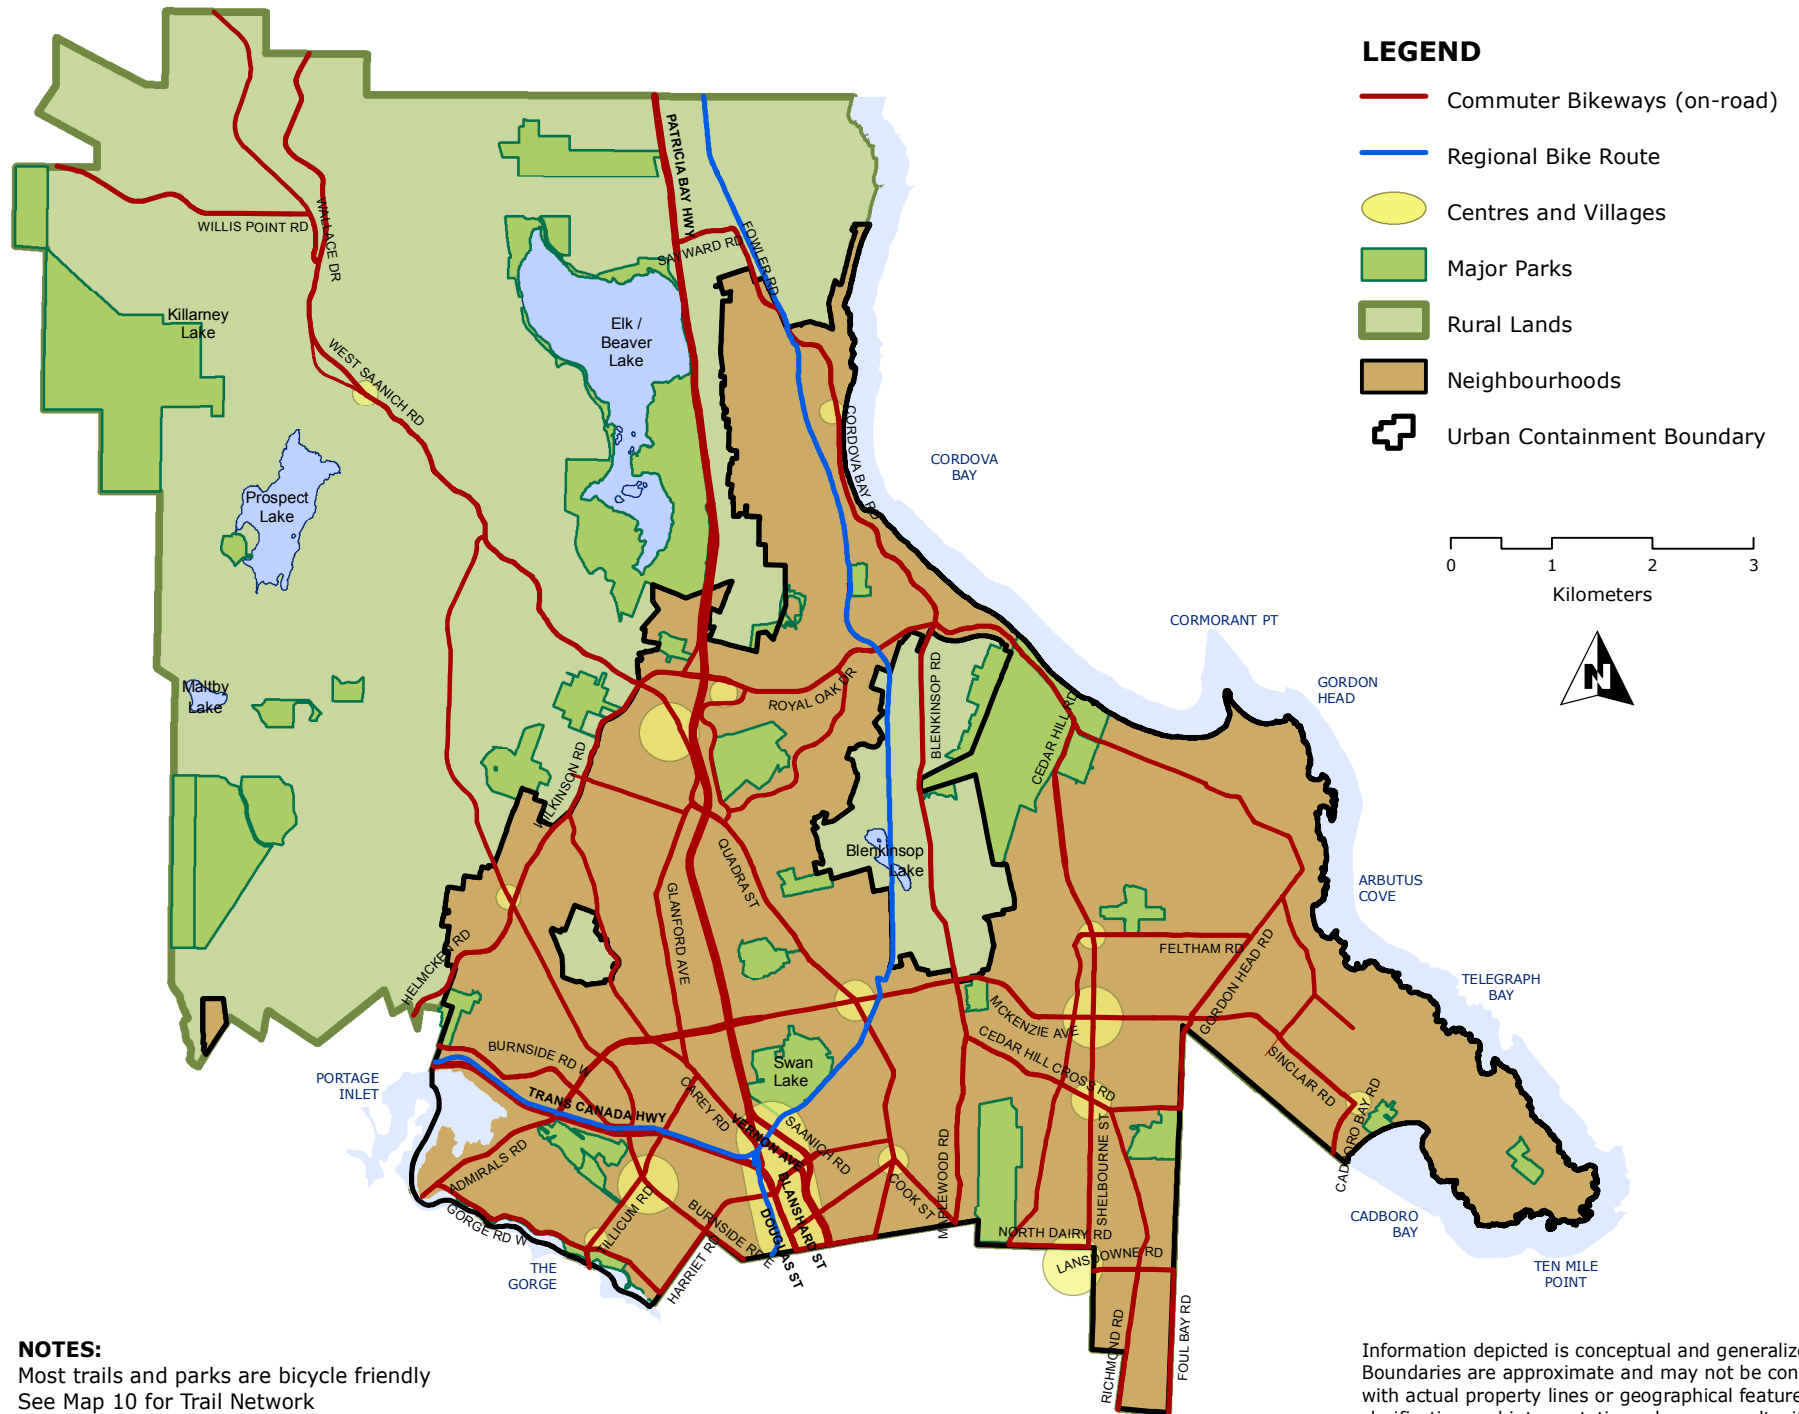 LEGEND
Commuter Bikeways (on-road)
Regional Bike Route
Centres and Villages
Major Parks
Rural Lands
Neighbourhoods
Urban Containment Boundary
0 1 2 3
Kilometers
N
PATRICIA BAY HWY
WILLIS POINT RD
WALLACE DR
SAYWARD RD
FOWLER RD
Killarney
Lake
Elk /
Beaver
Lake
WEST SAANICH RD
CORDOVA BAY RD
CORDOVA
BAY
Prospect
Lake
CORMORANT PT
GORDON
HEAD
Maltby
Lake
ROYAL OAK DR
BLENKINSOP RD
CEDAR HILL RD
WILKINSON RD
QUADRA ST
Blenkinsop
Lake
GLANFORD AVE
ARBUTUS
COVE
HELMCKEN RD
FELTHAM RD
GORDON HEAD RD
TELEGRAPH
BAY
MCKENZIE AVE
CEDAR HILL CROSS RD
BURNSIDE RD W
Swan
Lake
SINCLAIR RD
PORTAGE
INLET
TRANS CANADA HWY
CAREY RD
VERNON AVE
SAANICH RD
CADBORO BAY RD
ADMIRALS RD
MAPLEWOOD RD
SHELBOURNE ST
BLANSHARD ST
COOK ST
TILLICUM RD
BURNSIDE RD E
DOUGLAS ST
GORGE RD W
HARRIET RD
NORTH DAIRY RD
LANSDOWNE RD
CADBORO
BAY
THE
GORGE
TEN MILE
POINT
RICHMOND RD
FOUL BAY RD
NOTES:
Most trails and parks are bicycle friendly
See Map 10 for Trail Network
Information depicted is conceptual and
Boundaries are approximate and may not be
with actual property lines or geographical